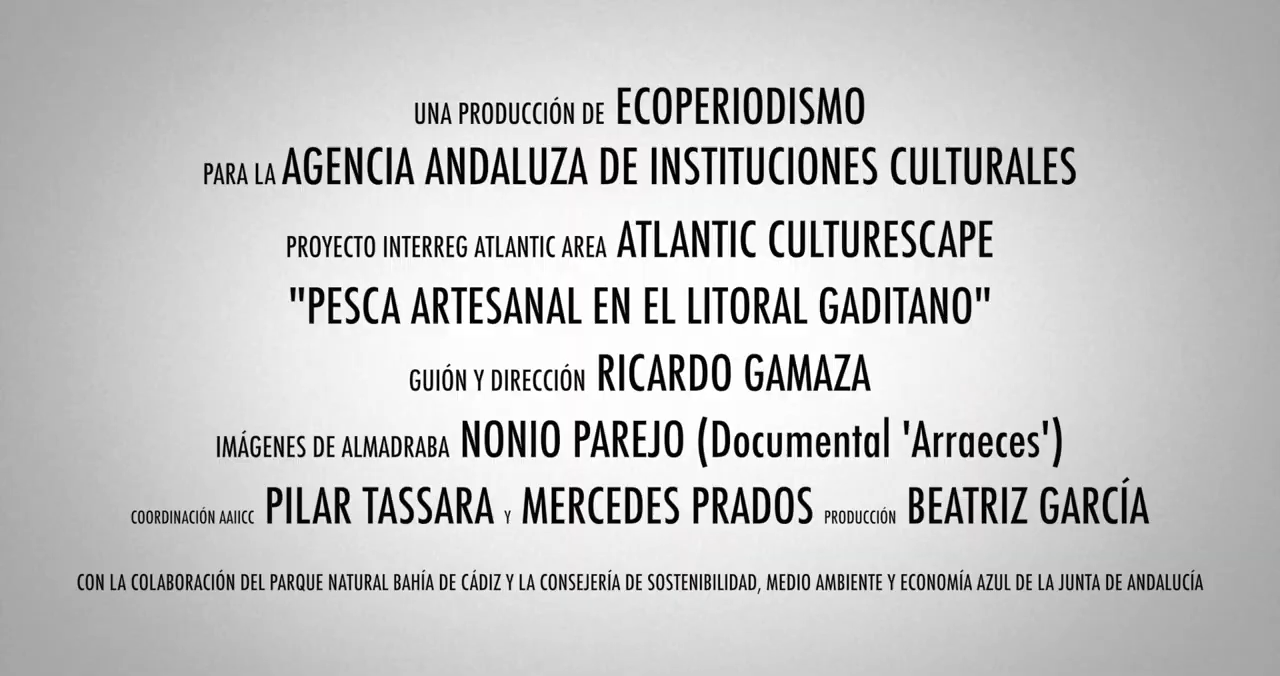 UNA PRODUCCIÓN DE ECOPERIODISMO
PARA LA AGENCIA ANDALUZA DE INSTITUCIONES CULTURALES
PROYECTO INTERREG ATLANTIC AREA ATLANTIC CULTURESCAPE
"PESCA ARTESANAL EN EL LITORAL GADITANO"
GUIÓN Y DIRECCIÓN RICARDO GAMAZA
IMÁGENES DE ALMADRABA NONIO PAREJO (Documental 'Arraeces')
COORDINACIÓN AAIICC PILAR TASSARA Y MERCEDES PRADOS PRODUCCIÓN BEATRIZ GARCÍA
CON LA COLABORACIÓN DEL PARQUE NATURAL BAHÍA DE CÁDIZ Y LA CONSEJERÍA DE SOSTENIBILIDAD, MEDIO AMBIENTE Y ECONOMÍA AZUL DE LA JUNTA DE ANDALUCÍA